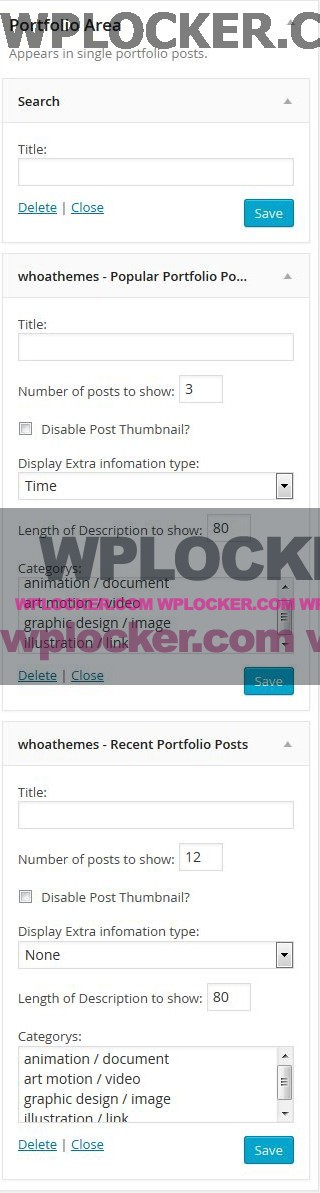 WPLOCKER.C
Portfolio Area
Appears in single portfolio posts.
Search
Title:
Delete | Close
Save
whoathemes - Popular Portfolio Po...
Title:
Number of posts to show: 3
Disable Post Thumbnail?
Display Extra infomation type:
Time
Length of Description to show: 80
WPLOCKER
Categorys:
animation / document
art motion / video
WPLOCKER.COM WPLOCKER.COM WP
graphic design / image
wplocker.com wplock
illustration / link
Delete | Close
Save
whoathemes - Recent Portfolio Posts
Title:
Number of posts to show: 12
Disable Post Thumbnail?
Display Extra infomation type:
None
Length of Description to show: 80
Categorys:
animation / document
art motion / video
graphic design / image
illustration / link
Delete | Close
Save